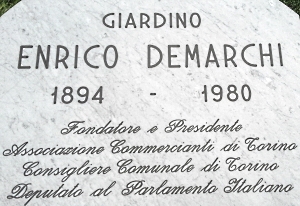 GIARDINO
ENRICO DEMARCHI
1894 - 1980
Fondatore e Presidente
Associazione Commercianti di Torino
Consigliere Comunale di Torino
Deputato al Parlamento Italiano